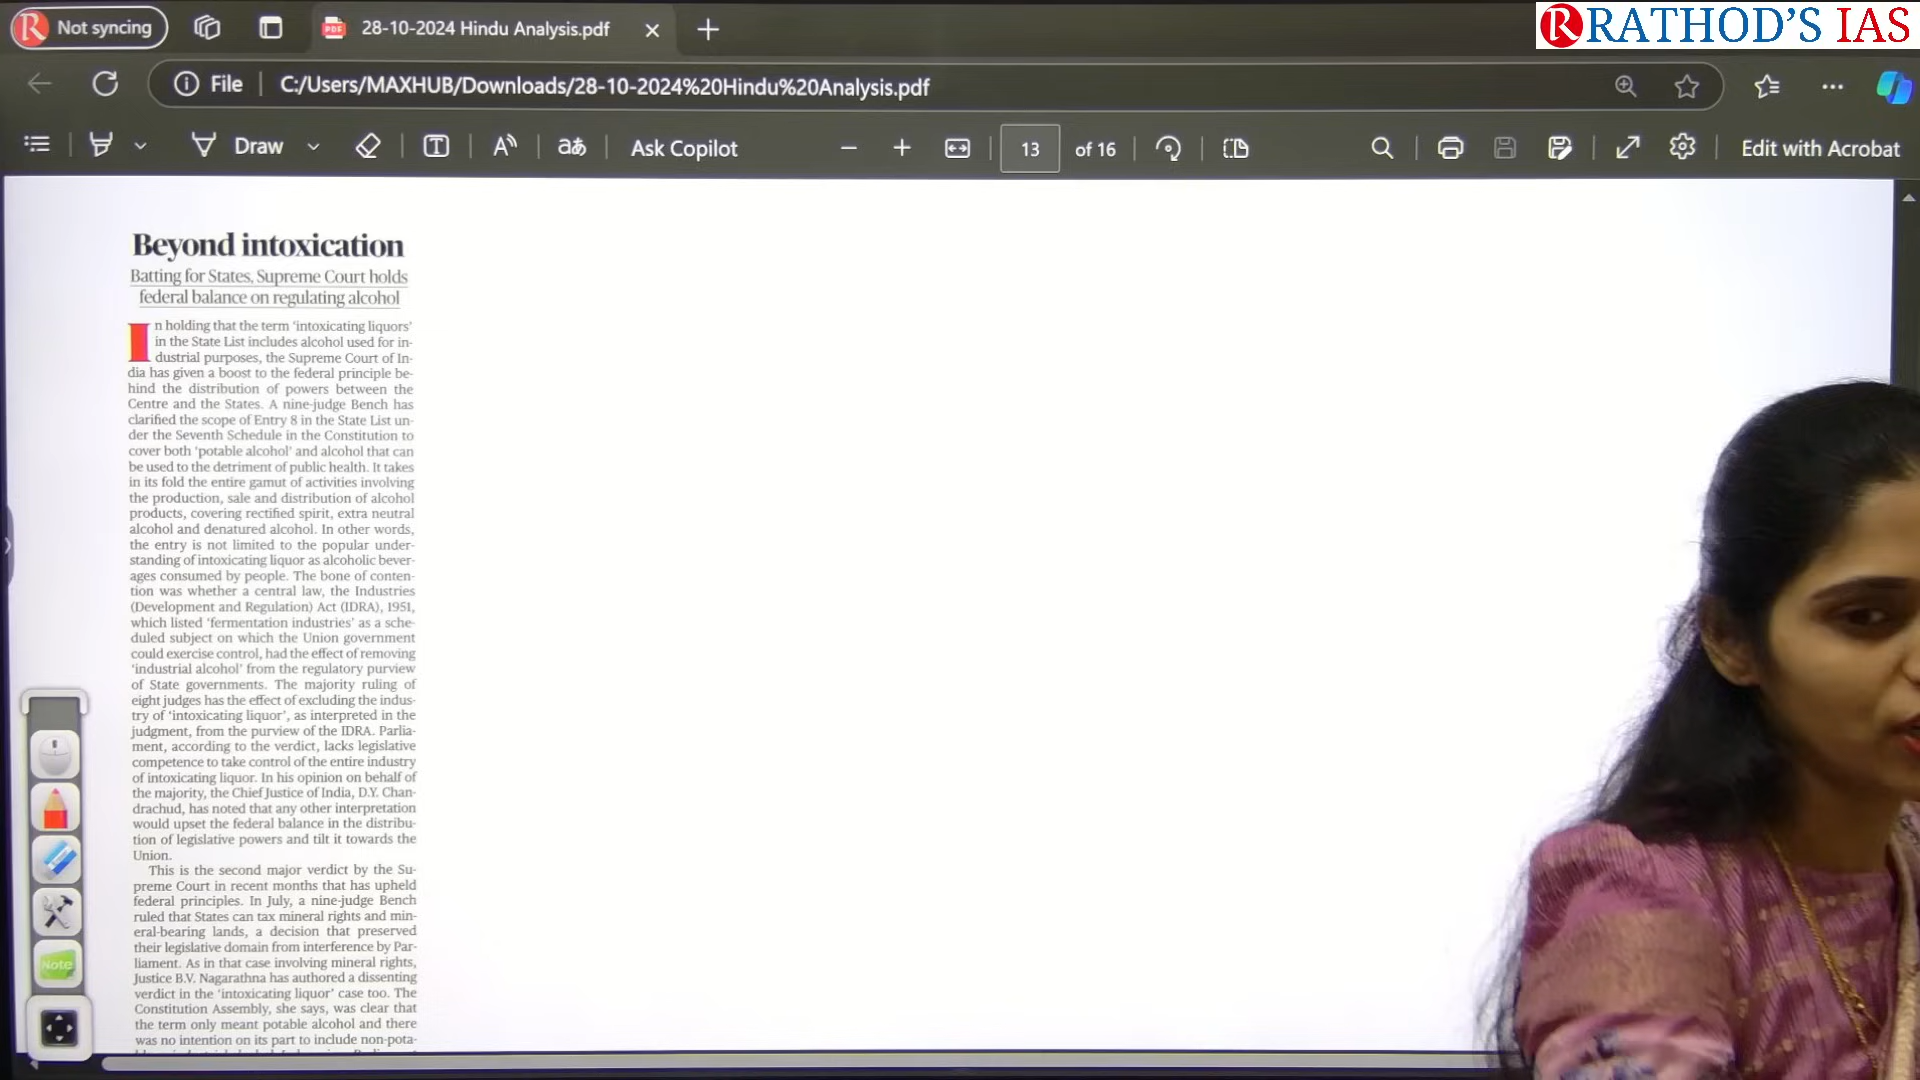 Not syncing
28-10-2024 Hindu Analysis.pdf
RATHOD'S IAS
File
C:/Users/MAXHUB/Downloads/28-10-2024%20Hindu%20Analysis.pdf
Draw
Ask Copilot
13
of 16
Edit with Acrobat
Beyond intoxication
Batting for States, Supreme Court holds
federal balance on regulating alcohol
In holding that the term 'intoxicating liquors'
in the State List includes alcohol used for in-
dustrial purposes, the Supreme Court of In-
dia has given a boost to the federal principle be-
hind the distribution of powers between the
Centre and the States. A nine-judge Bench has
clarified the scope of Entry 8 in the State List un-
der the Seventh Schedule in the Constitution to
cover both 'potable alcohol' and alcohol that can
be used to the detriment of public health. It takes
in its fold the entire gamut of activities involving
the production, sale and distribution of alcohol
products, covering rectified spirit, extra neutral
alcohol and denatured alcohol. In other words,
the entry is not limited to the popular under-
standing of intoxicating liquor as alcoholic bever-
ages consumed by people. The bone of conten-
tion was whether a central law, the Industries
(Development and Regulation) Act (IDRA), 1951,
which listed 'fermentation industries' as a sche-
duled subject on which the Union government
could exercise control, had the effect of removing
'industrial alcohol' from the regulatory purview
of State governments. The majority ruling of
eight judges has the effect of excluding the indus-
try of 'intoxicating liquor', as interpreted in the
judgment, from the purview of the IDRA. Parlia-
ment, according to the verdict, lacks legislative
competence to take control of the entire industry
of intoxicating liquor. In his opinion on behalf of
the majority, the Chief Justice of India, D.Y. Chan-
drachud, has noted that any other interpretation
would upset the federal balance in the distribu-
tion of legislative powers and tilt it towards the
Union.
This is the second major verdict by the Su-
preme Court in recent months that has upheld
federal principles. In July, a nine-judge Bench
ruled that States can tax mineral rights and min-
eral-bearing lands, a decision that preserved
their legislative domain from interference by Par-
liament. As in that case involving mineral rights,
Justice B.V. Nagarathna has authored a dissenting
verdict in the 'intoxicating liquor' case too. The
Constitution Assembly, she says, was clear that
the term only meant potable alcohol and there
was no intention on its part to include non-pota-
Note